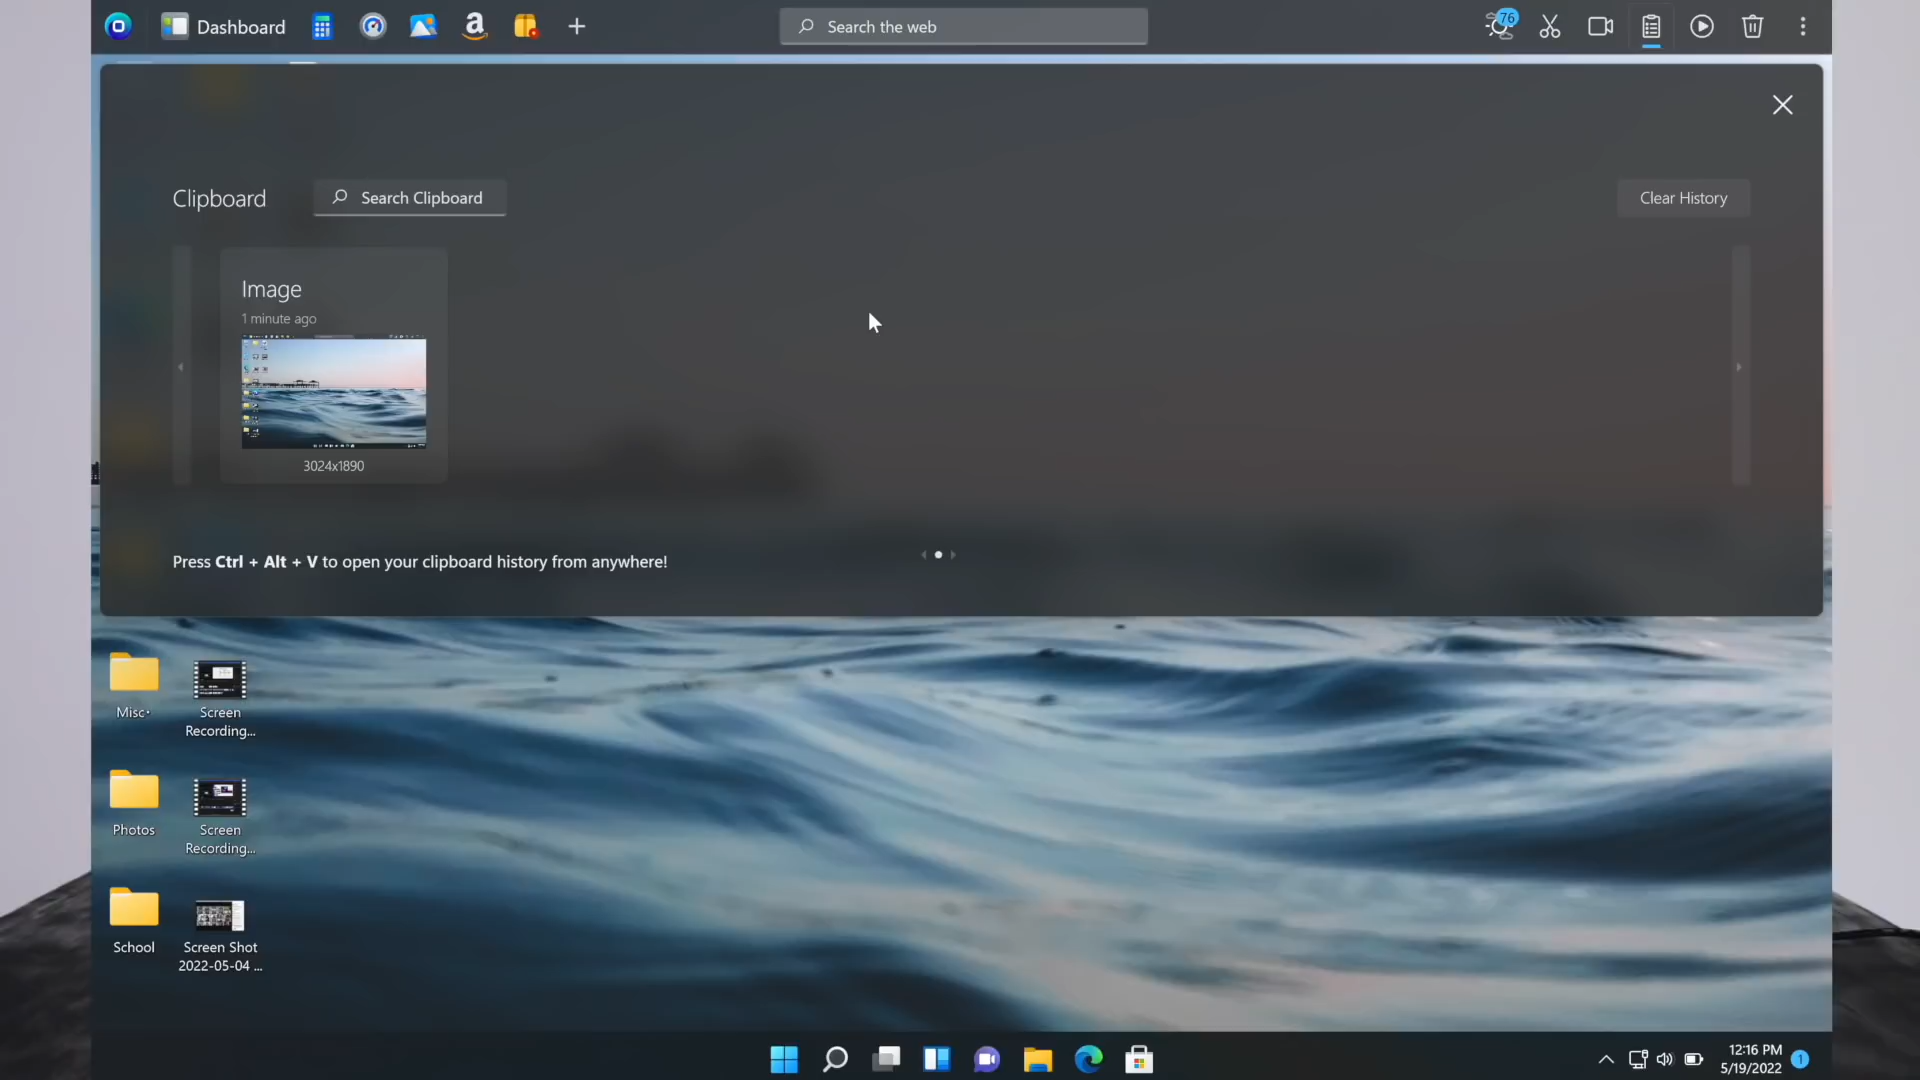 Dashboard
Search the web
76
Clipboard
Search Clipboard
Clear History
Image
1 minute ago
3024x1890
Press Ctrl + Alt + V to open your clipboard history from anywhere!
Misc•
Screen
Recording...
Photos
Screen
Recording...
School
Screen Shot
2022-05-04 ...
12:16 PM
5/19/2022
1